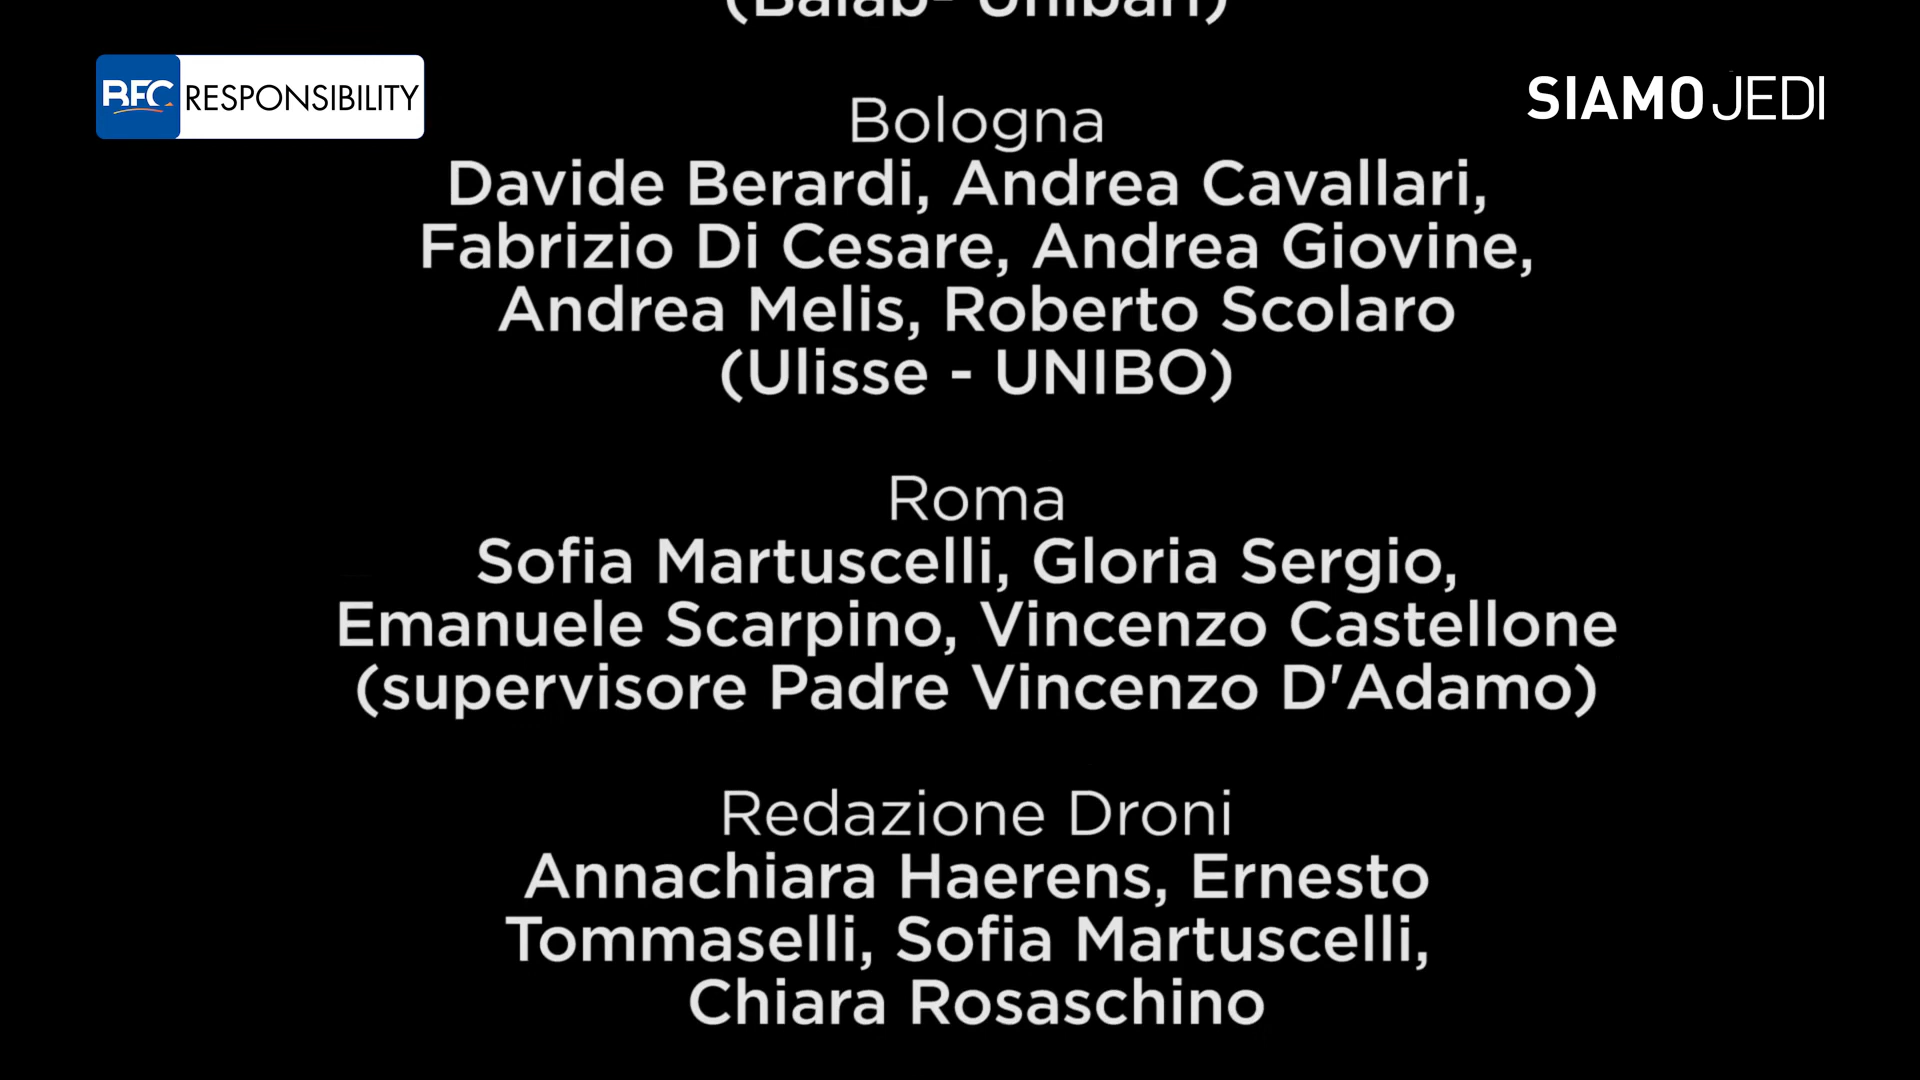 (Balab- Unibari)
BFC RESPONSIBILITY
SIAMO JEDI
Bologna
Davide Berardi, Andrea Cavallari,
Fabrizio Di Cesare, Andrea Giovine,
Andrea Melis, Roberto Scolaro
(Ulisse - UNIBO)
Roma
Sofia Martuscelli, Gloria Sergio,
Emanuele Scarpino, Vincenzo Castellone
(supervisore Padre Vincenzo D'Adamo)
Redazione Droni
Annachiara Haerens, Ernesto
Tommaselli, Sofia Martuscelli,
Chiara Rosaschino